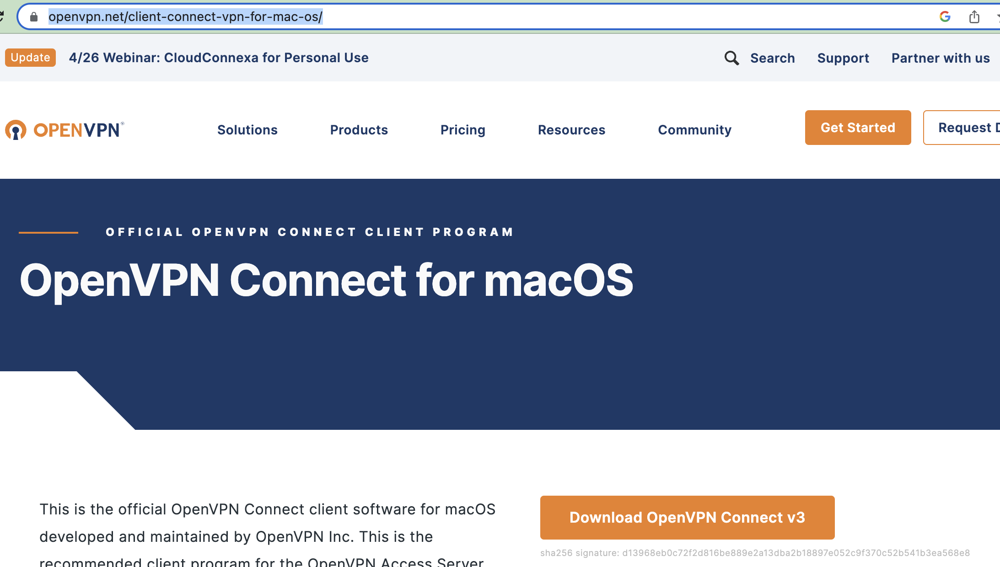 openvpn.net/client-connect-vpn-for-mac-os/
Update 4/26 Webinar: CloudConnexa for Personal Use Search Support Partner with us
OPENVPN® Solutions Products Pricing Resources Community Get Started Request
OFFICIAL OPENVPN CONNECT CLIENT PROGRAM
OpenVPN Connect for macOS
This is the official OpenVPN Connect client software for macOS
developed and maintained by OpenVPN Inc. This is the
recommended client program for the OpenVPN Access Server
Download OpenVPN Connect v3
sha256 signature: d13968eb0c72f2d816be889e2a13dba2b18897e052c9f370c52b541b3ea568e8